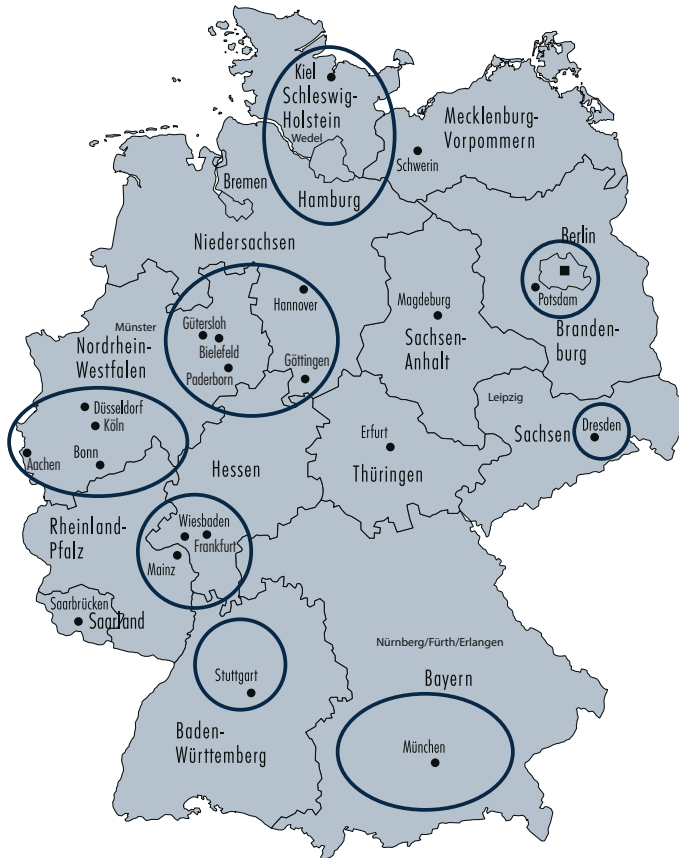 Kiel
Schleswig-
Holstein
Wedel
Hamburg
Mecklenburg-
Vorpommern
Schwerin
Bremen
Niedersachsen
Berlin
Potsdam
Branden-
burg
Hannover
Magdeburg
Sachsen-
Anhalt
Münster
Gütersloh
Bielefeld
Paderborn
Göttingen
Nordrhein-
Westfalen
Düsseldorf
Köln
Aachen
Bonn
Leipzig
Dresden
Sachsen
Erfurt
Thüringen
Hessen
Rheinland-
Pfalz
Wiesbaden
Frankfurt
Mainz
Saarbrücken
Saarland
Nürnberg/Fürth/Erlangen
Bayern
Stuttgart
Baden-
Württemberg
München